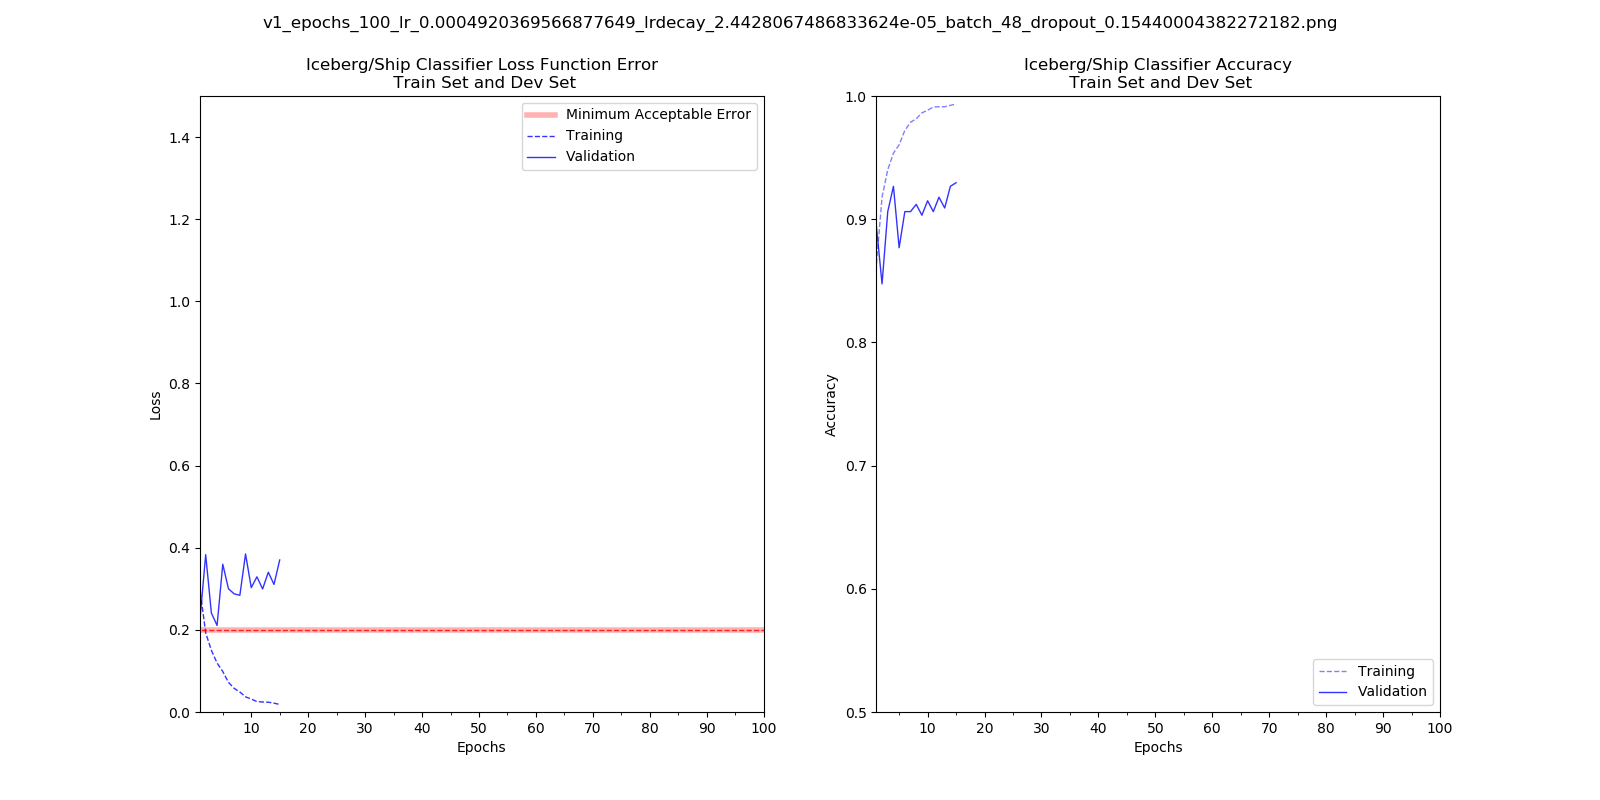 v1_epochs_100_lr_0.0004920369566877649_lrdecay_2.4428067486833624e-05_batch_48_dropout_0.15440004382272182.png
Iceberg/Ship Classifier Loss Function Error
Train Set and Dev Set
Minimum Acceptable Error
Training
Validation
1.4
1.2
1.0
0.8
0.6
0.4
0.2
0.0
Loss
10 20 30 40 50 60 70 80 90 100
Epochs
Iceberg/Ship Classifier Accuracy
Train Set and Dev Set
1.0
0.9
0.8
0.7
0.6
0.5
Accuracy
Training
Validation
10 20 30 40 50 60 70 80 90 100
Epochs